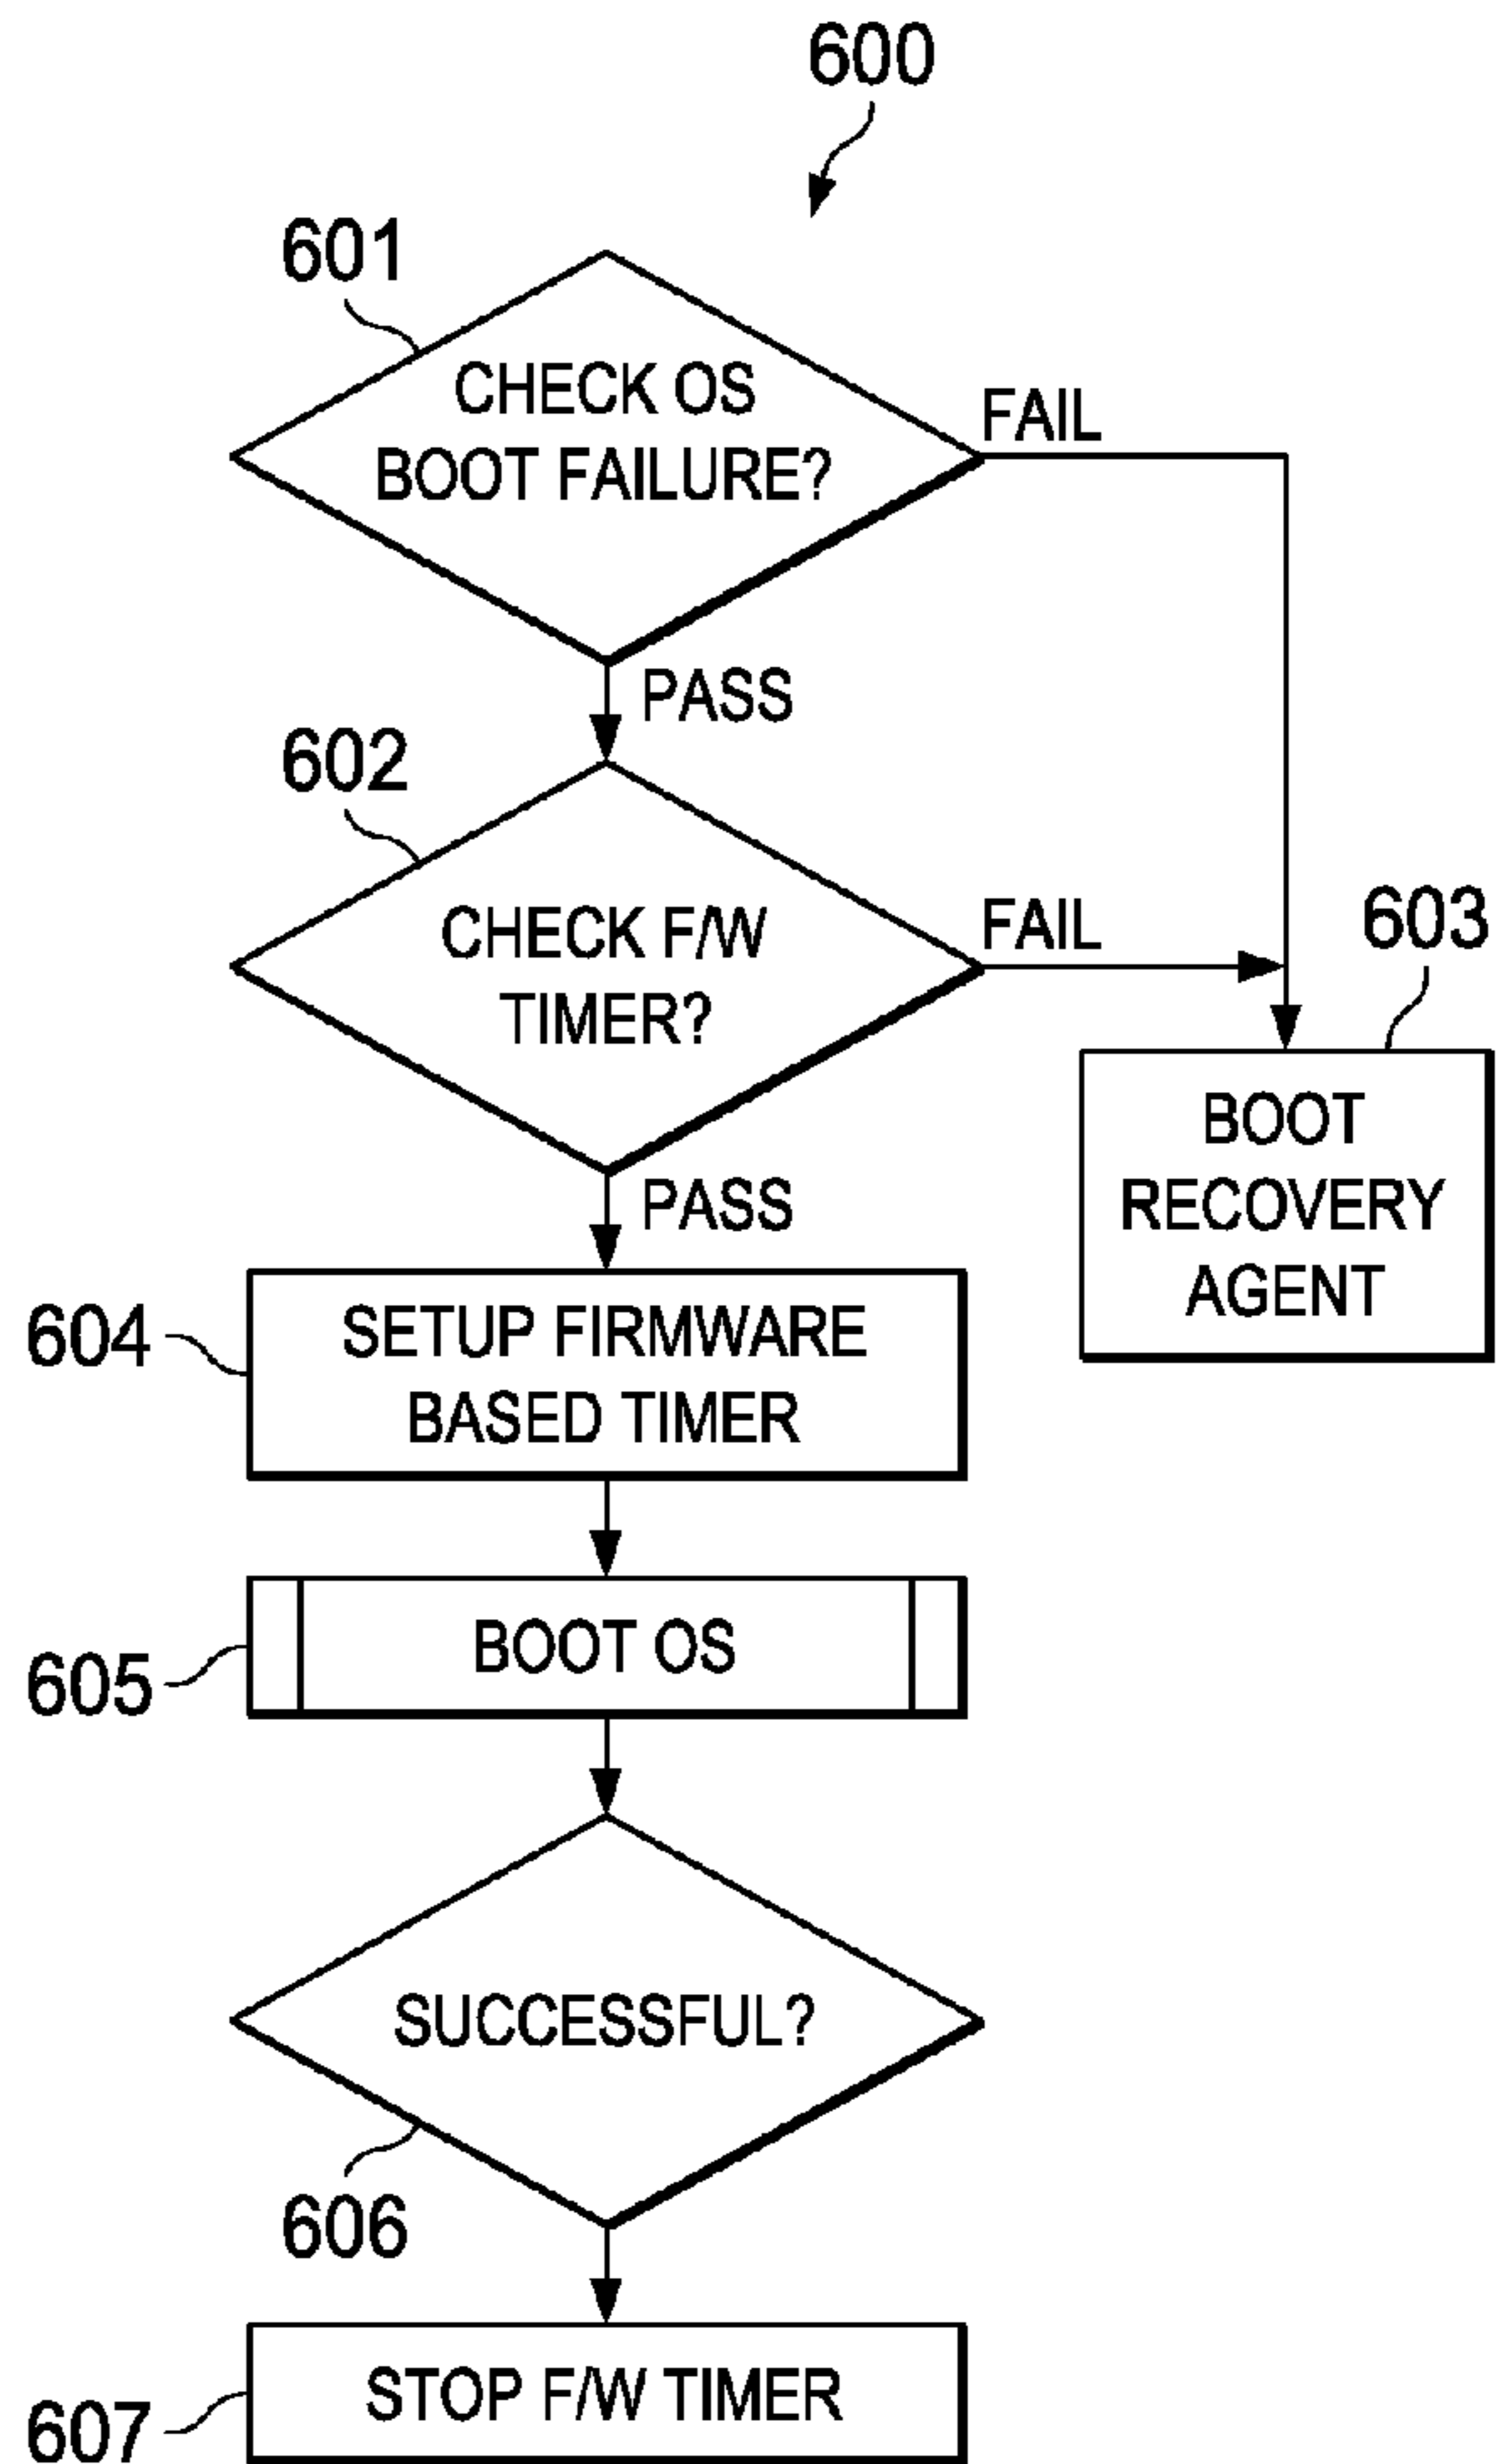 600
601
CHECK OS
BOOT FAILURE?
FAIL
PASS
602
CHECK F/W
TIMER?
FAIL
603
BOOT
RECOVERY
AGENT
PASS
604
SETUP FIRMWARE
BASED TIMER
605
BOOT OS
SUCCESSFUL?
606
607
STOP F/W TIMER